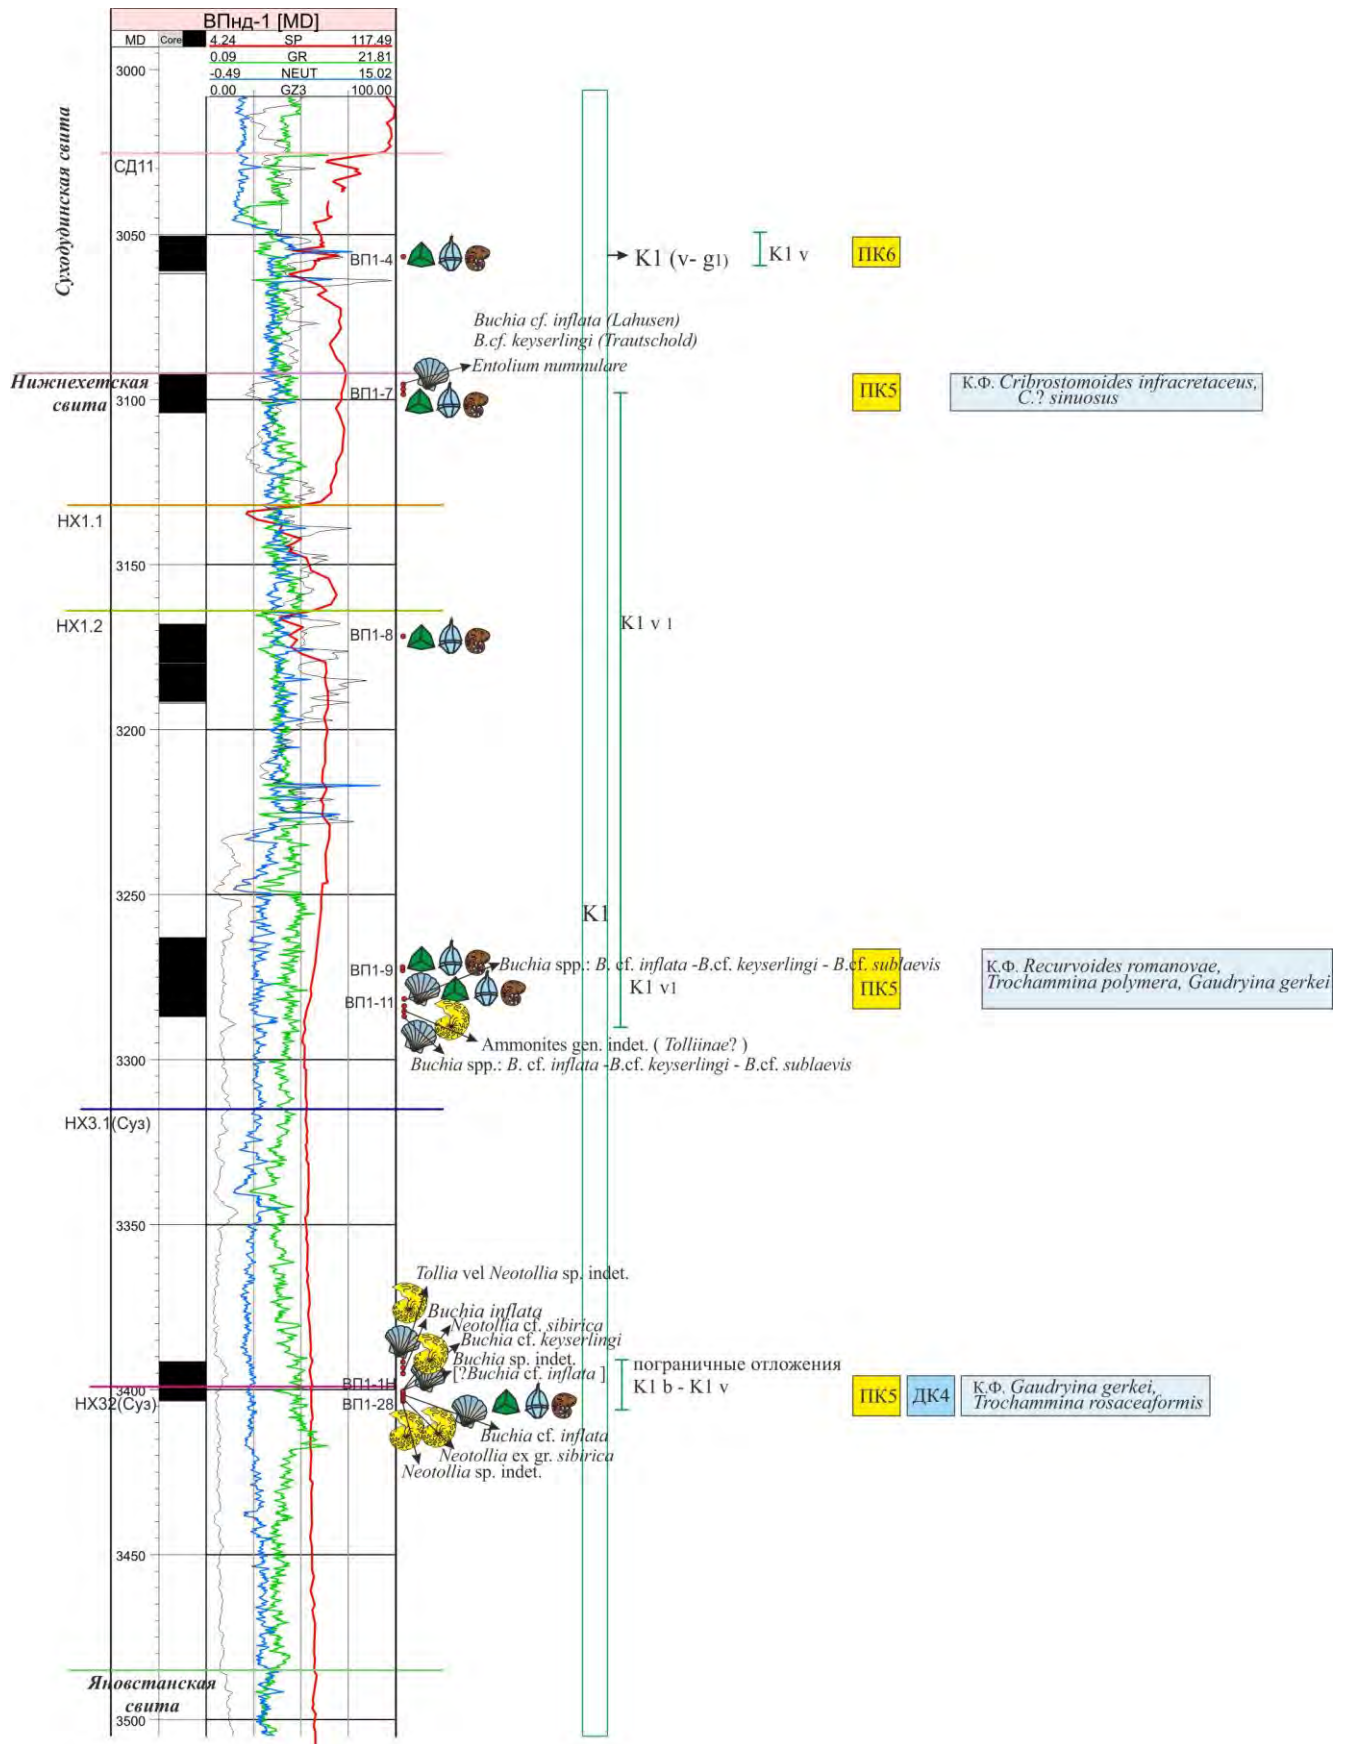 ВПнд-1 [MD]
MD Core 4.24 SP 117.49
0.09 GR 21.81
-0.49 NEUT 15.02
0.00 GZ3 100.00
3000
Суходудинская свита
СД11
3050
ВП1-4
K1 (v- g1)
K1 v
ПК6
Buchia cf. inflata (Lahusen)
B.cf. keyserlingi (Trautschold)
Entolium nummulare
Нижнехетская
свита
ВП1-7
3100
ПК5
К.Ф. Cribrostomoides infracretaceus,
C.? sinuosus
НХ1.1
3150
НХ1.2
ВП1-8
K1 v 1
3200
3250
K1
ВП1-9
Buchia spp.: B. cf. inflata -B.cf. keyserlingi - B.cf. sublaevis
K1 v1
ПК5
К.Ф. Recurvoides romanovae,
Trochammina polymera, Gaudryina gerkei
ВП1-11
Ammonites gen. indet. ( Tolliinae? )
Buchia spp.: B. cf. inflata -B.cf. keyserlingi - B.cf. sublaevis
3300
НХ3.1(Суз)
3350
Tollia vel Neotollia sp. indet.
Buchia inflata
Neotollia cf. sibirica
Buchia cf. keyserlingi
Buchia sp. indet.
[?Buchia cf. inflata ]
пограничные отложения
K1 b - K1 v
ВП1-1Н
3400
НХ32(Суз)
ВП1-28
ПК5
ДК4
К.Ф. Gaudryina gerkei,
Trochammina rosaceaformis
Buchia cf. inflata
Neotollia ex gr. sibirica
Neotollia sp. indet.
3450
Яновстанская
свита
3500